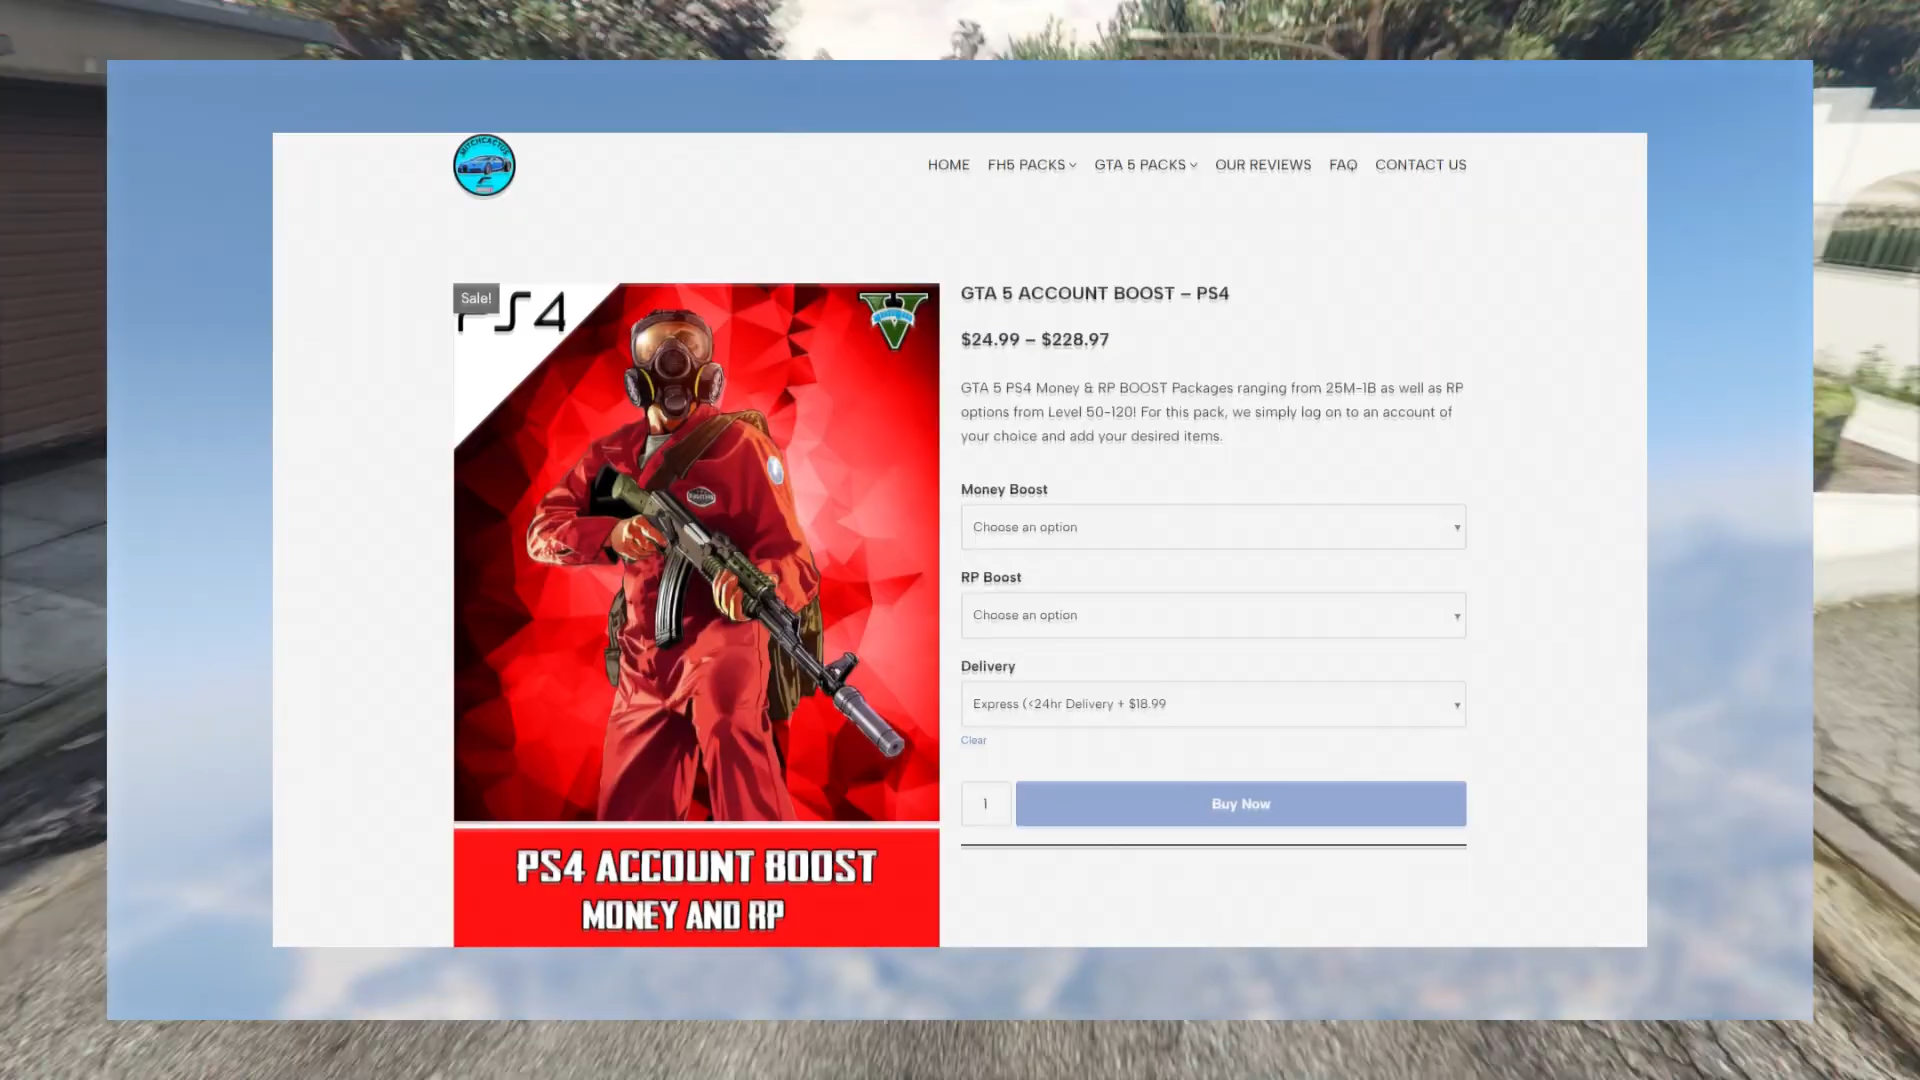 MITCHCACTUS
HOME FH5 PACKS GTA 5 PACKS OUR REVIEWS FAQ CONTACT US
Sale!
PS4
V
GTA 5 ACCOUNT BOOST – PS4
$24.99 – $228.97
GTA 5 PS4 Money & RP BOOST Packages ranging from 25M-1B as well as RP
options from Level 50-120! For this pack, we simply log on to an account of
your choice and add your desired items.
Money Boost
Choose an option
RP Boost
Choose an option
Delivery
Express (<24hr Delivery + $18.99
Clear
1
Buy Now
PS4 ACCOUNT BOOST
MONEY AND RP